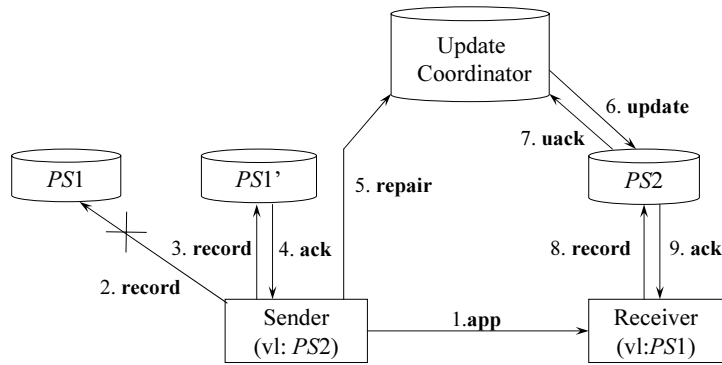 Update
Coordinator
6. update
7. uack
PS1
PS1’
PS2
5. repair
3. record
4. ack
8. record
9. ack
2. record
Sender
(vl: PS2)
1.app
Receiver
(vl:PS1)